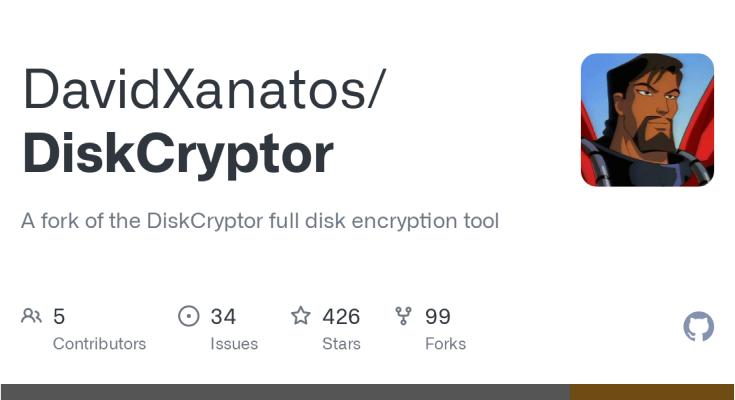 DavidXanatos/
DiskCryptor
A fork of the DiskCryptor full disk encryption tool
5 34 426 99
Contributors Issues Stars Forks